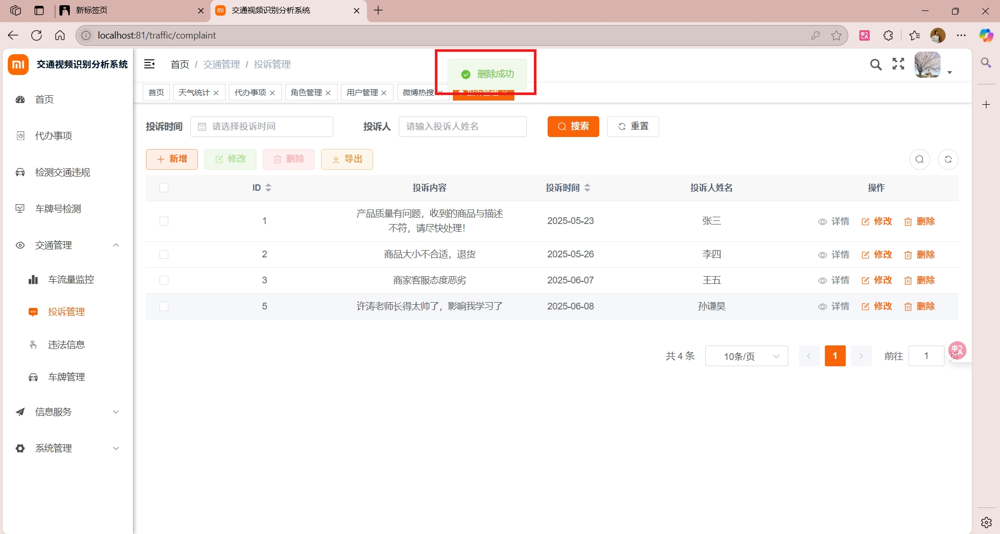 新标签页
交通视频识别分析系统
localhost:81/traffic/complaint
mi 交通视频识别分析系统
首页 / 交通管理 / 投诉管理
删除成功
首页
天气统计
代办事项
角色管理
用户管理
微博热搜
投诉管理
首页
代办事项
检测交通违规
车牌号检测
交通管理
车流量监控
投诉管理
违法信息
车牌管理
信息服务
系统管理
投诉时间 请选择投诉时间 投诉人 请输入投诉人姓名 搜索 重置
新增 修改 删除 导出
ID 投诉内容 投诉时间 投诉人姓名 操作
1 产品质量有问题，收到的商品与描述
不符，请尽快处理！ 2025-05-23 张三 详情 修改 删除
2 商品大小不合适，退货 2025-05-26 李四 详情 修改 删除
3 商家客服态度恶劣 2025-06-07 王五 详情 修改 删除
5 许涛老师长得太帅了，影响我学习了 2025-06-08 孙谦昊 详情 修改 删除
共 4 条 10条/页 1 前往 1 页